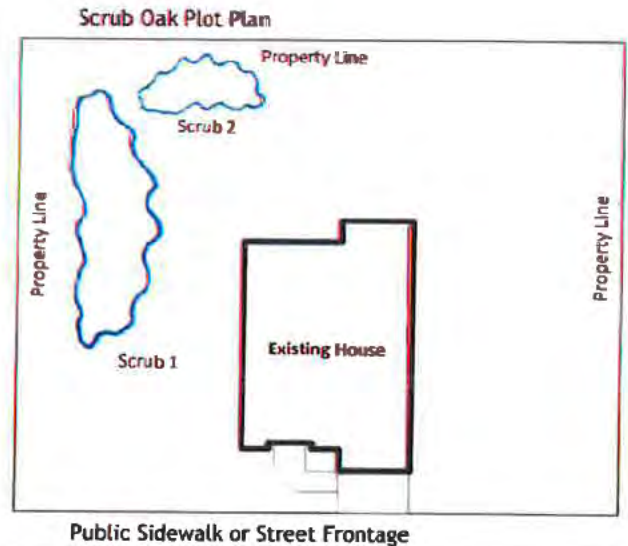 Scrub Oak Plot Plan
Property Line
Scrub 2
Property Line
Property Line
Existing House
Scrub 1
Public Sidewalk or Street Frontage